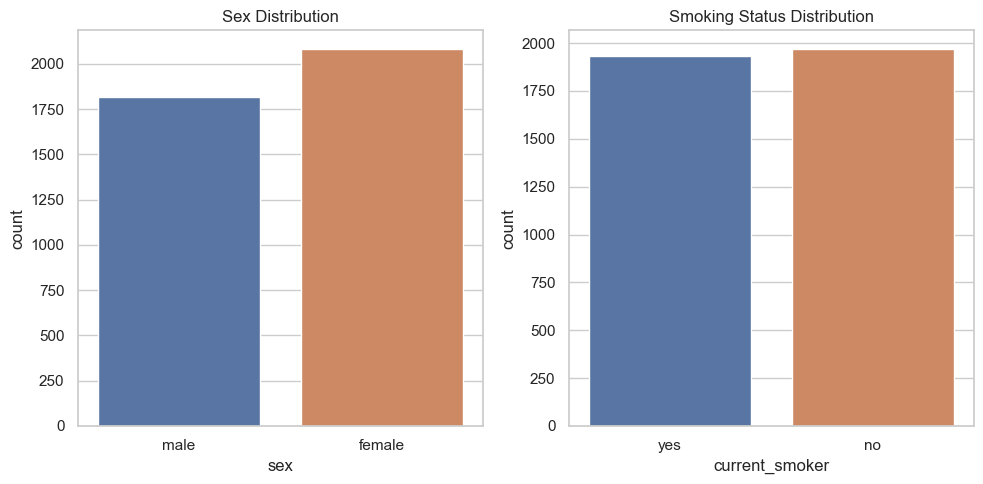 Sex Distribution
2000
1750
1500
1250
1000
750
500
250
0
count
male
female
sex
Smoking Status Distribution
2000
1750
1500
1250
1000
750
500
250
0
count
yes
no
current_smoker